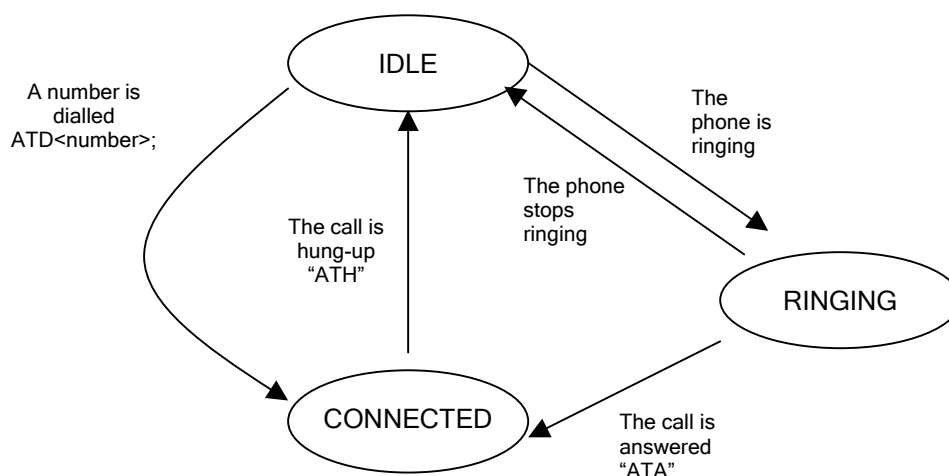 IDLE
A number is
dialled
ATD<number>;
The
phone is
ringing
The phone
stops
ringing
The call is
hung-up
“ATH”
RINGING
CONNECTED
The call is
answered
“ATA”